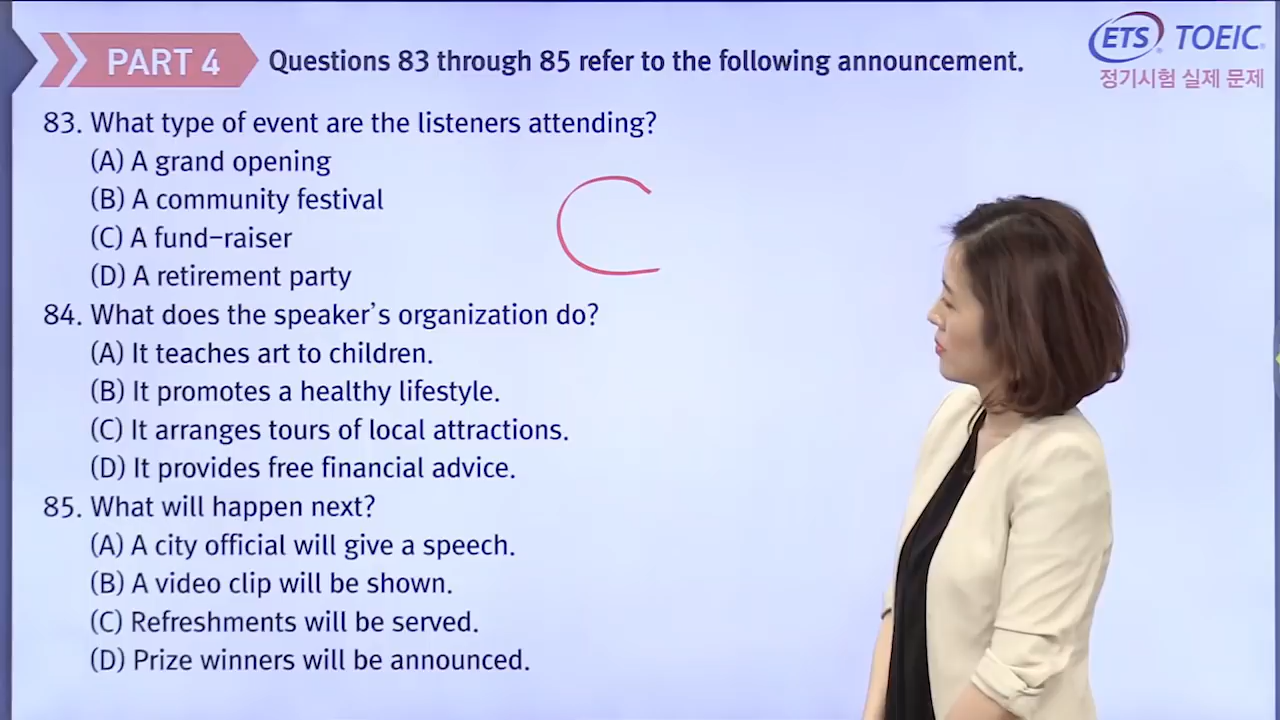 PART 4
Questions 83 through 85 refer to the following announcement.
ETS TOEIC
정기시험 실제 문제
83. What type of event are the listeners attending?
(A) A grand opening
(B) A community festival
(C) A fund-raiser
(D) A retirement party
84. What does the speaker's organization do?
(A) It teaches art to children.
(B) It promotes a healthy lifestyle.
(C) It arranges tours of local attractions.
(D) It provides free financial advice.
85. What will happen next?
(A) A city official will give a speech.
(B) A video clip will be shown.
(C) Refreshments will be served.
(D) Prize winners will be announced.
C